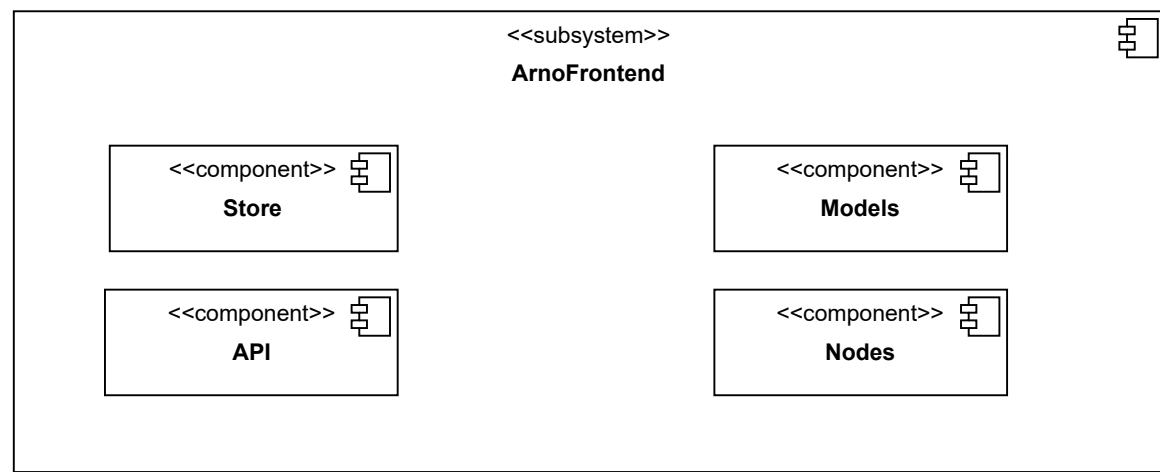 <<subsystem>>
ArnoFrontend
<<component>>
Store
<<component>>
Models
<<component>>
API
<<component>>
Nodes